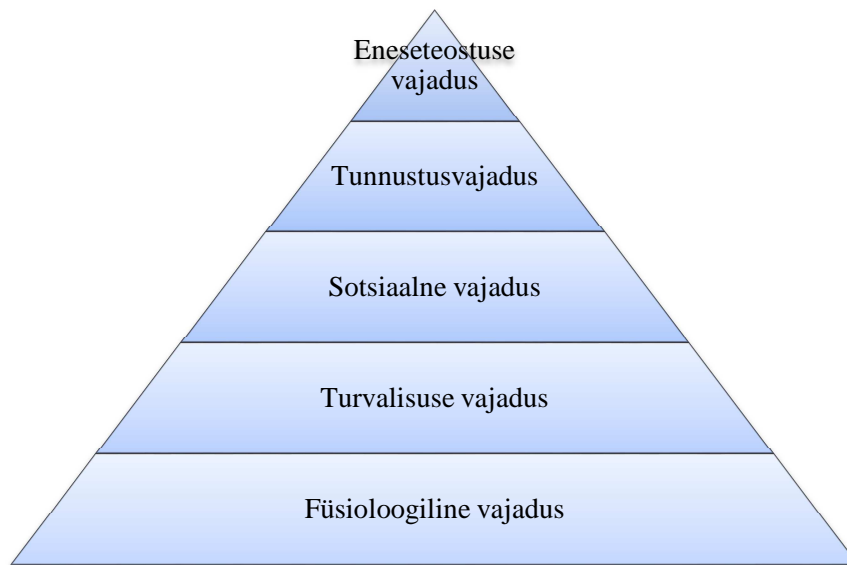 Eneseteostuse
vajadus
Tunnustusvajadus
Sotsiaalne vajadus
Turvalisuse vajadus
Füsioloogiline vajadus